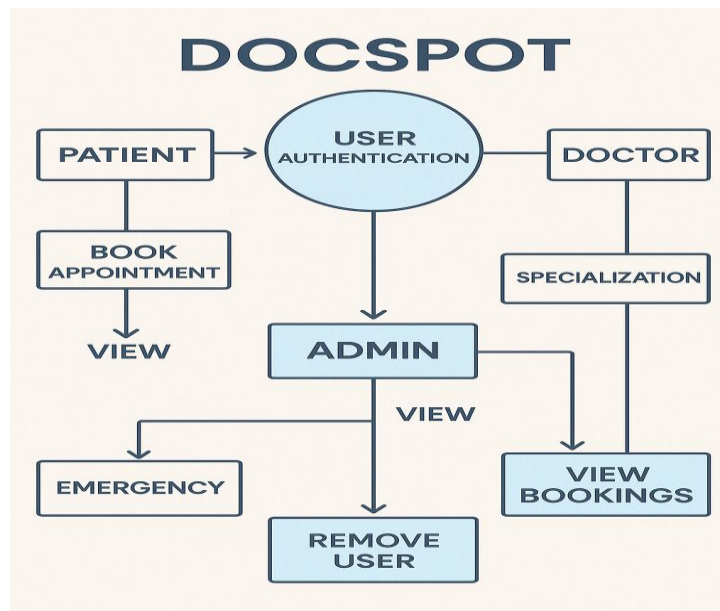 DOCSPOT
PATIENT
USER
AUTHENTICATION
DOCTOR
BOOK
APPOINTMENT
SPECIALIZATION
VIEW
ADMIN
VIEW
EMERGENCY
VIEW
BOOKINGS
REMOVE
USER